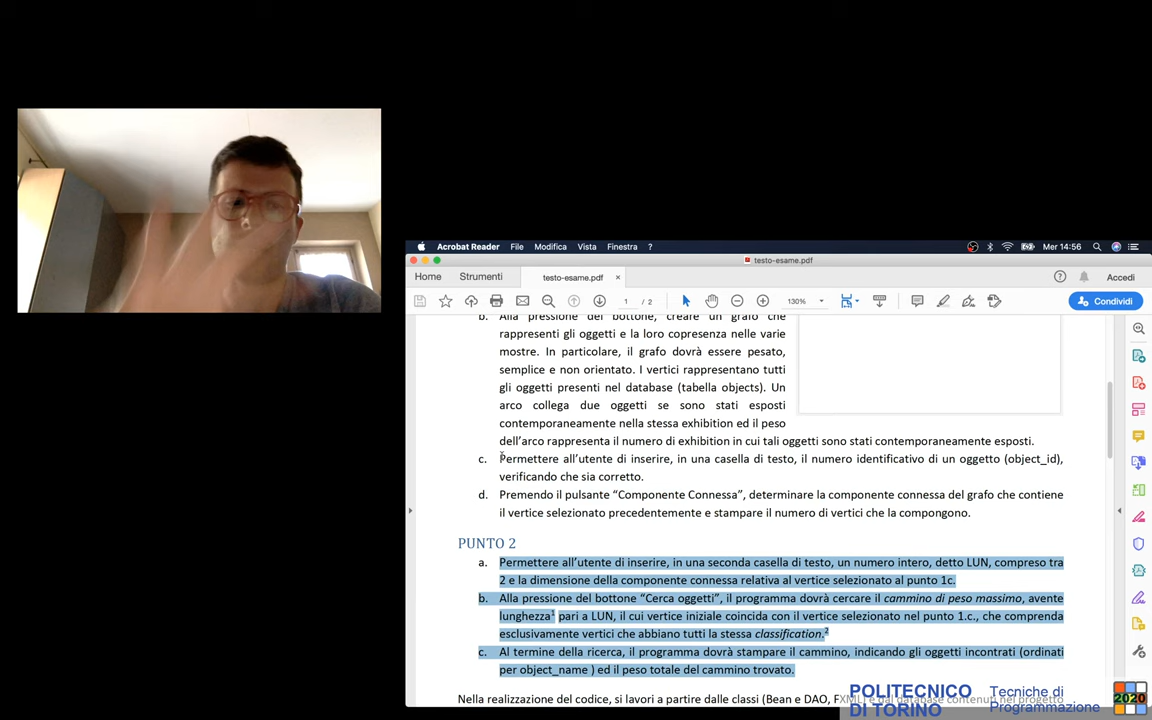 Acrobat Reader File Modifica Vista Finestra ? Mer 14:56
testo-esame.pdf
Home Strumenti testo-esame.pdf × ? Accedi
1 / 2 130% Condividi
b. Alla pressione del bottone, creare un grafo che
rappresenti gli oggetti e la loro copresenza nelle varie
mostre. In particolare, il grafo dovrà essere pesato,
semplice e non orientato. I vertici rappresentano tutti
gli oggetti presenti nel database (tabella objects). Un
arco collega due oggetti se sono stati esposti
contemporaneamente nella stessa exhibition ed il peso
dell'arco rappresenta il numero di exhibition in cui tali oggetti sono stati contemporaneamente esposti.
c. Permettere all'utente di inserire, in una casella di testo, il numero identificativo di un oggetto (object_id),
verificando che sia corretto.
d. Premendo il pulsante “Componente Connessa”, determinare la componente connessa del grafo che contiene
il vertice selezionato precedentemente e stampare il numero di vertici che la compongono.
PUNTO 2
a. Permettere all'utente di inserire, in una seconda casella di testo, un numero intero, detto LUN, compreso tra
2 e la dimensione della componente connessa relativa al vertice selezionato al punto 1c.
b. Alla pressione del bottone “Cerca oggetti”, il programma dovrà cercare il cammino di peso massimo, avente
lunghezza1 pari a LUN, il cui vertice iniziale coincida con il vertice selezionato nel punto 1.c., che comprenda
esclusivamente vertici che abbiano tutti la stessa classification.2
c. Al termine della ricerca, il programma dovrà stampare il cammino, indicando gli oggetti incontrati (ordinati
per object_name ) ed il peso totale del cammino trovato.
Nella realizzazione del codice, si lavori a partire dalle classi (Bean e DAO, FXML) e dal database contenuti nel progetto
POLITECNICO
DI TORINO
Tecniche di
Programmazione
2020